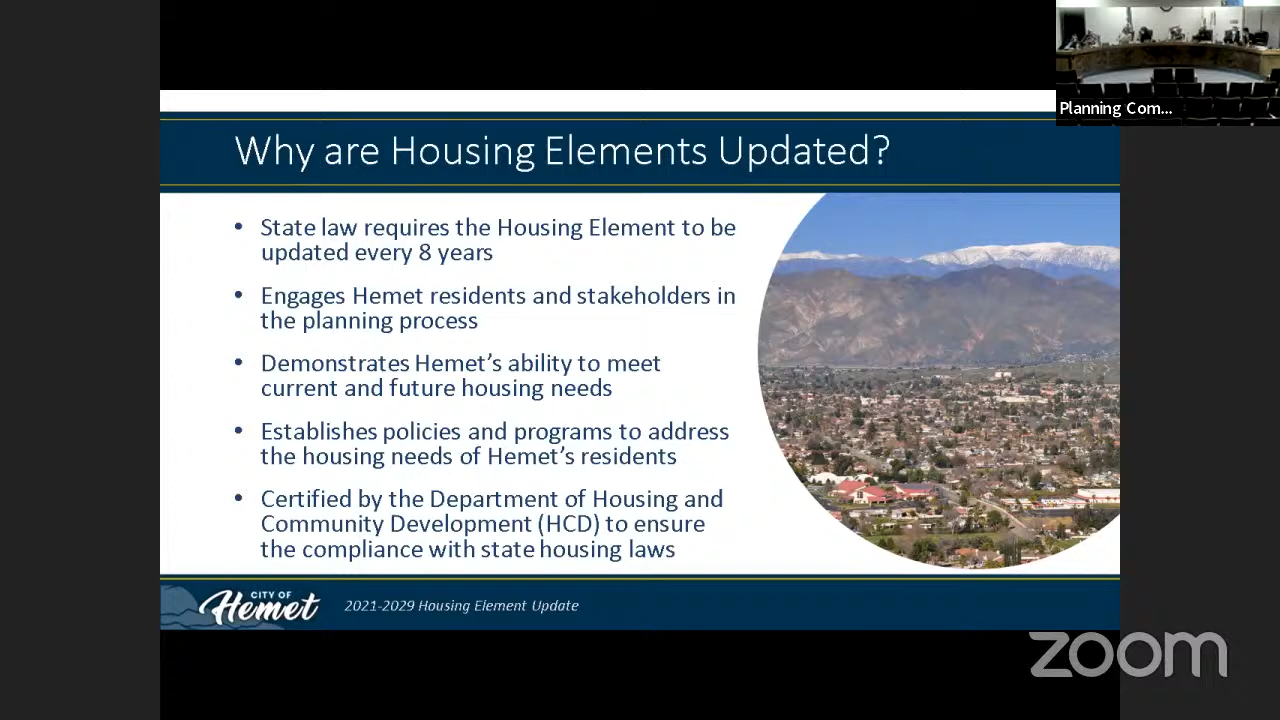 Planning Com...
Why are Housing Elements Updated?
• State law requires the Housing Element to be
updated every 8 years
• Engages Hemet residents and stakeholders in
the planning process
• Demonstrates Hemet's ability to meet
current and future housing needs
• Establishes policies and programs to address
the housing needs of Hemet's residents
• Certified by the Department of Housing and
Community Development (HCD) to ensure
the compliance with state housing laws
CITY OF
Hemet
2021-2029 Housing Element Update
zoom